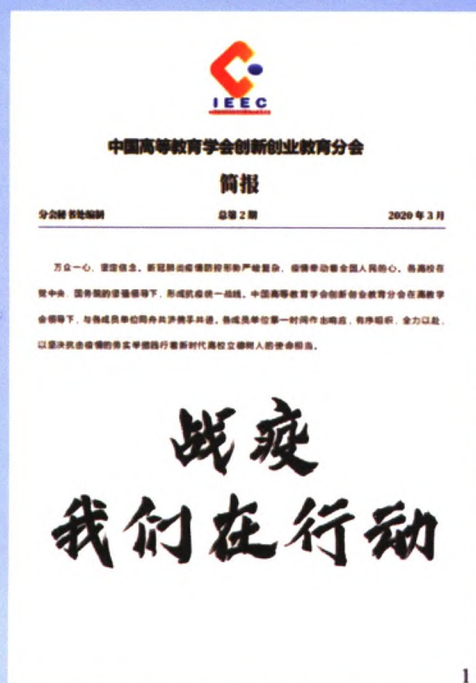 IEEC
中国高等教育学会创新创业教育分会
简报
分会秘书处编制 总第 2 期 2020 年 3 月
万众一心，坚定信念。新冠肺炎疫情防控形势严峻复杂，疫情牵动着全国人民的心。各高校在
党中央、国务院的坚强领导下，形成抗疫统一战线。中国高等教育学会创新创业教育分会在高教学
会领导下，与各成员单位同舟共济携手共进。各成员单位第一时间作出响应，有序组织，全力以赴，
以坚决抗击疫情的务实举措践行着新时代高校立德树人的使命担当。
战疫
我们在行动
1